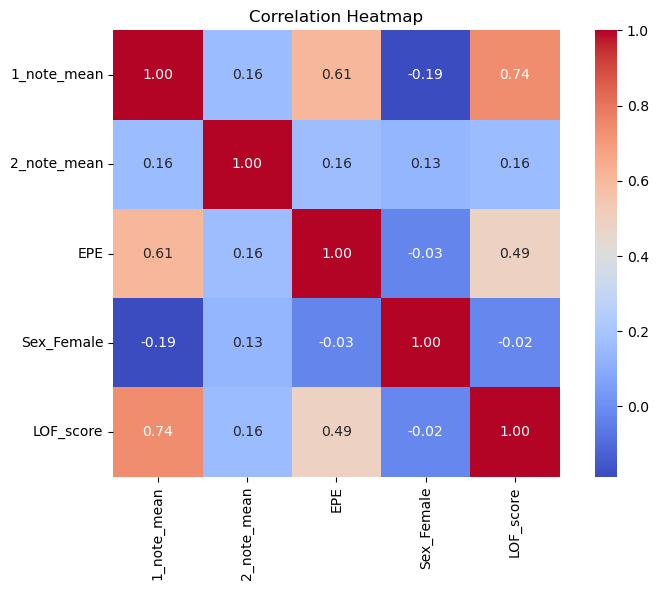 Correlation Heatmap
1_note_mean 1.00 0.16 0.61 -0.19 0.74
2_note_mean 0.16 1.00 0.16 0.13 0.16
EPE 0.61 0.16 1.00 -0.03 0.49
Sex_Female -0.19 0.13 -0.03 1.00 -0.02
LOF_score 0.74 0.16 0.49 -0.02 1.00
1_note_mean
2_note_mean
EPE
Sex_Female
LOF_score
1.0
0.8
0.6
0.4
0.2
0.0